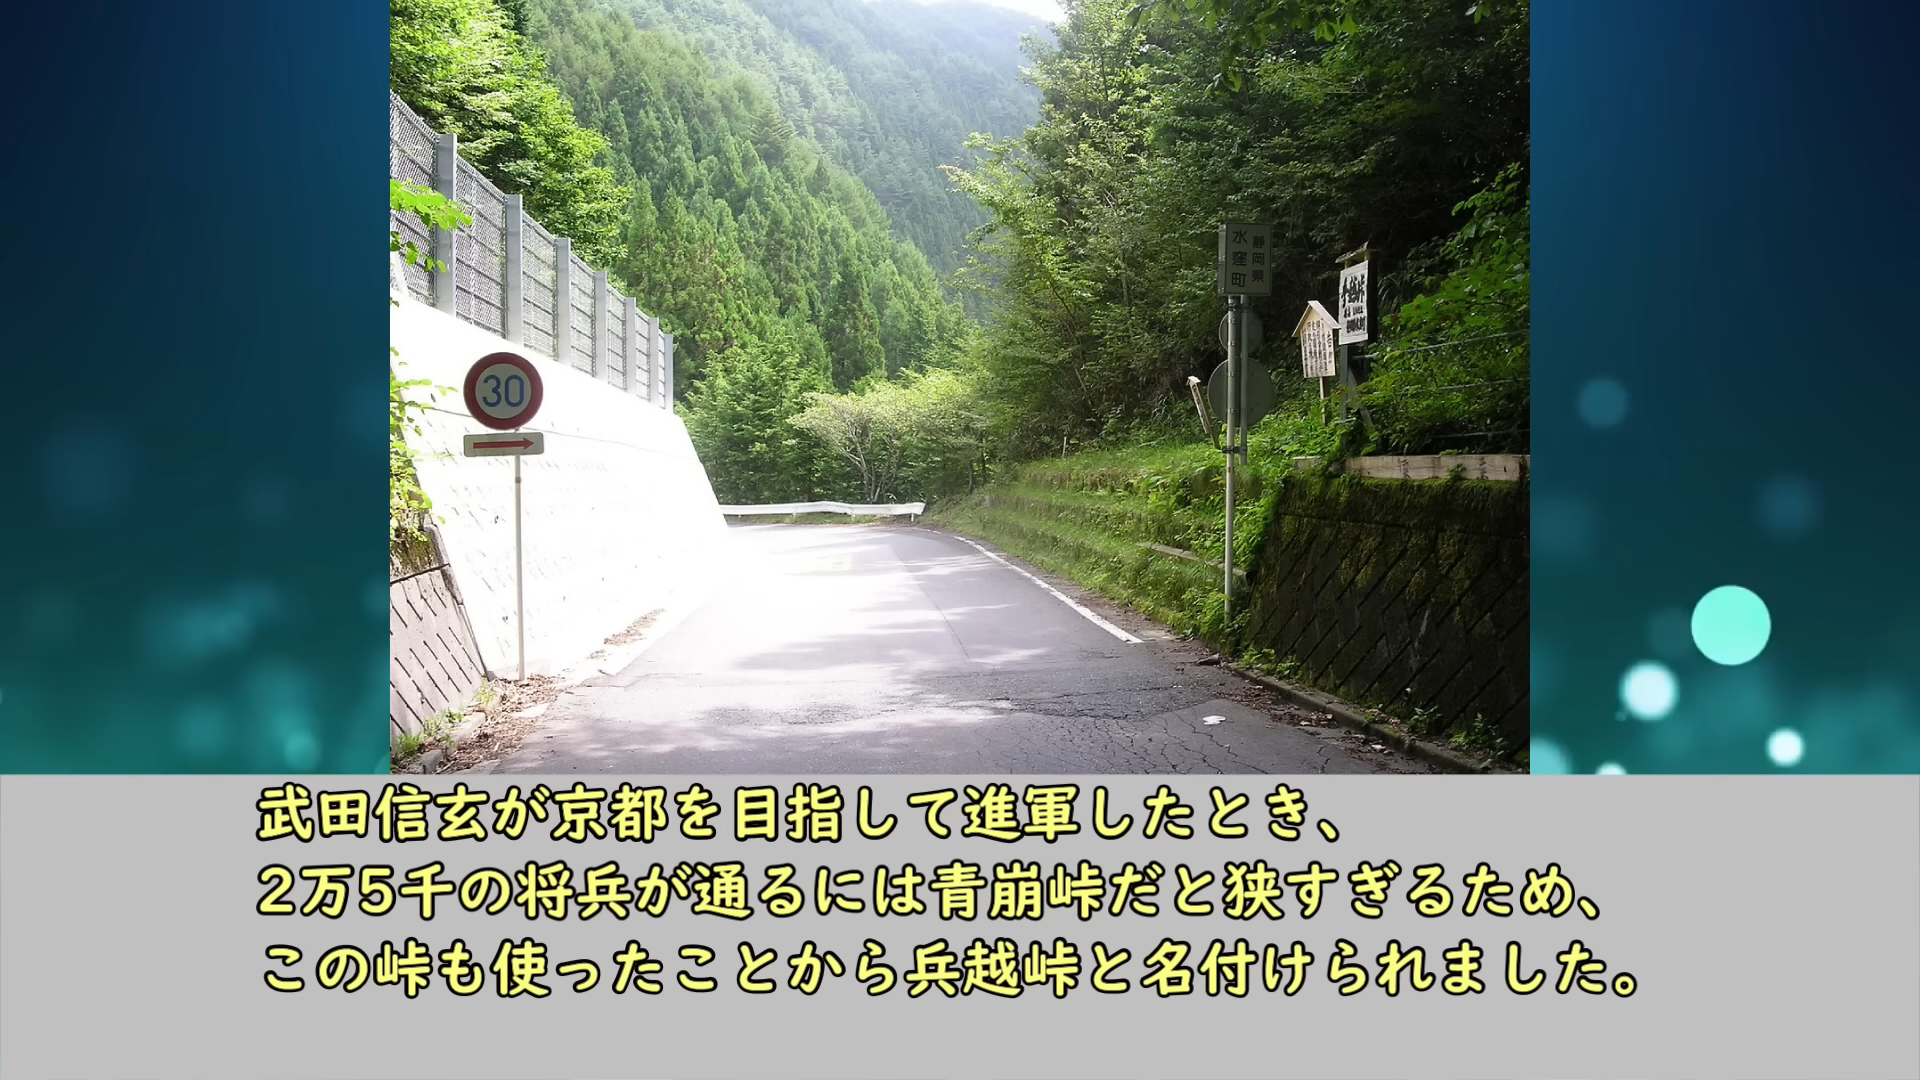 30
静岡県
水窪町
武田信玄が京都を目指して進軍したとき、
2万5千の将兵が通るには青崩峠だと狭すぎるため、
この峠も使ったことから兵越峠と名付けられました。